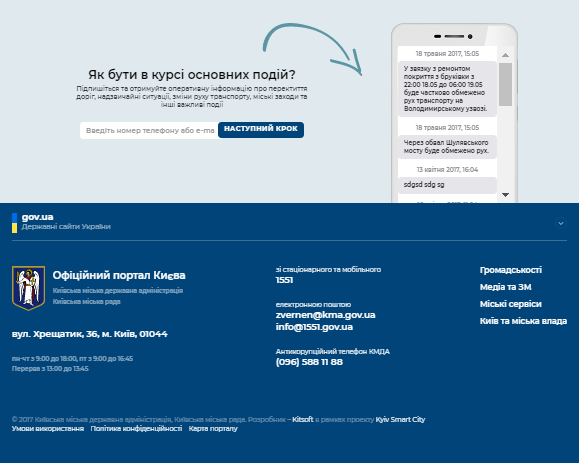 Як бути в курсі основних подій?
Підпишіться та отримуйте оперативну інформацію про перекриття
доріг, надзвичайні ситуації, зміни руху транспорту, міські заходи та
інші важливі події
Введіть номер телефону або e-ma
НАСТУПНИЙ КРОК
18 травня 2017, 15:05
У звязку з ремонтом
покриття з бруківки з
22:00 18.05 до 06:00 19.05
буде частково обмежено
рух транспорту на
Володимирському узвозі.
18 травня 2017, 15:05
Через обвал Шулявського
мосту буде обмежено рух.
13 квітня 2017, 16:04
sdgsd sdg sg
gov.ua
Державні сайти України
Офіційний портал Києва
Київська міська державна адміністрація
Київська міська рада
вул. Хрещатик, 36, м. Київ, 01044
пн-чт з 9:00 до 18:00, пт з 9:00 до 16:45
Перерва з 13:00 до 13:45
зі стаціонарного та мобільного
1551
електронною поштою
zvernen@kma.gov.ua
info@1551.gov.ua
Антикорупційний телефон КМДА
(096) 588 11 88
Громадськості
Медіа та ЗМ
Міські сервіси
Київ та міська влада
© 2017 Київська міська державна адміністрація, Київська міська рада. Розробник – Kitsoft в рамках проекту Kyiv Smart City
Умови використання Політика конфіденційності Карта порталу